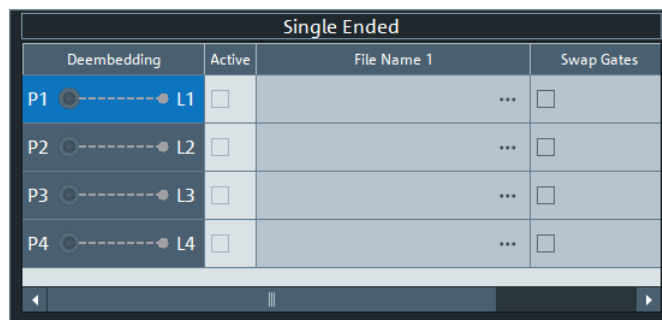 Single Ended
Deembedding Active File Name 1 Swap Gates
P1 L1 ...
P2 L2 ...
P3 L3 ...
P4 L4 ...